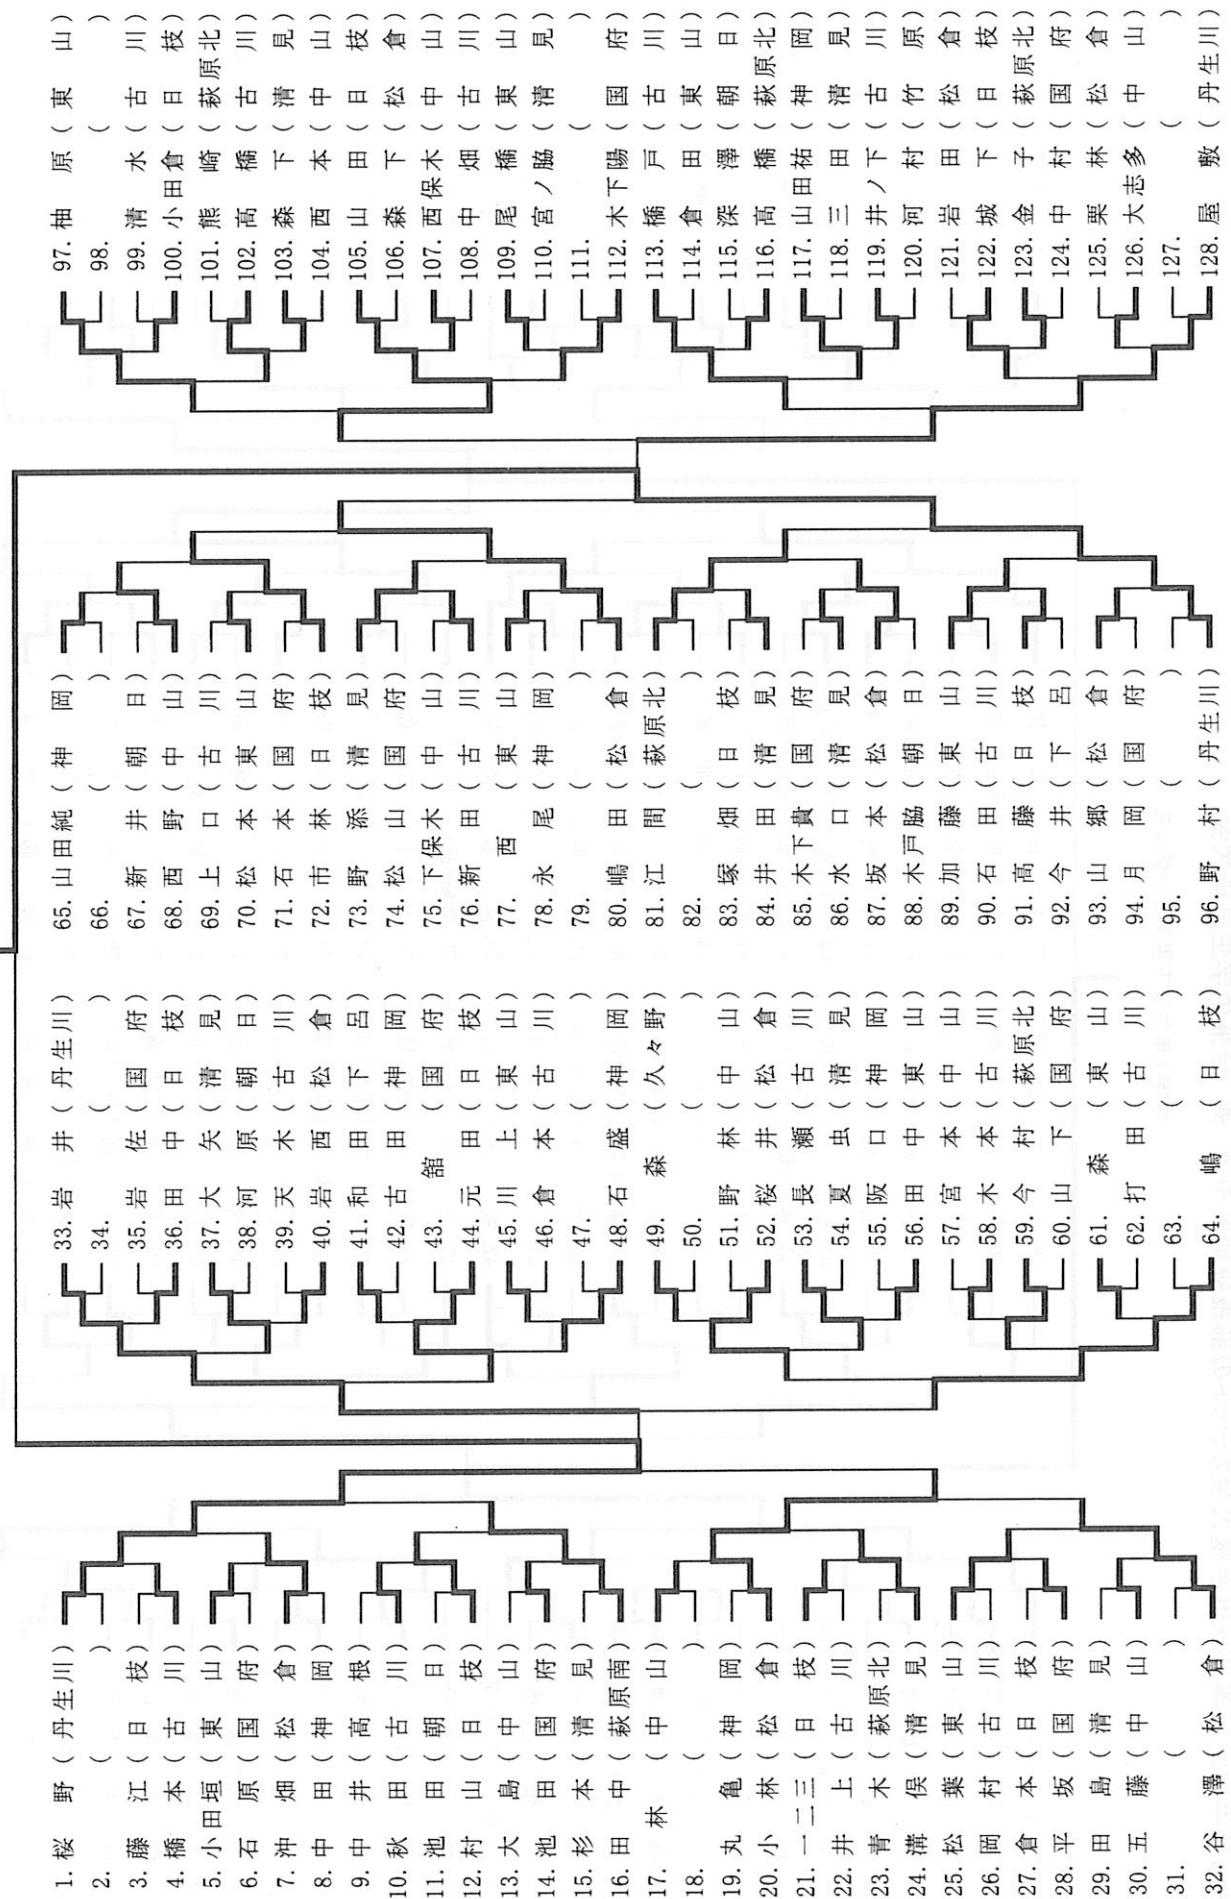 1. 桜野(丹生川)
2. ( )
3. 藤江(日枝)
4. 橋本(古川)
5. 小田垣(東山)
6. 石原(国府)
7. 沖畑(松倉)
8. 中田(神岡)
9. 中井(高根)
10. 秋田(古川)
11. 池田(朝日)
12. 村山(日枝)
13. 大島(中山)
14. 池田(国府)
15. 杉本(清見)
16. 田中(萩原南)
17. 林(中山)
18. ( )
19. 丸亀(神岡)
20. 小林(松倉)
21. 一二三(日枝)
22. 井上(古川)
23. 青木(萩原北)
24. 溝俣(清見)
25. 松葉(東山)
26. 岡村(古川)
27. 倉本(日枝)
28. 平坂(国府)
29. 田島(清見)
30. 五藤(中山)
31. ( )
32. 谷澤(松倉)
33. 岩井(丹生川)
34. ( )
35. 岩佐(国府)
36. 田中(日枝)
37. 大矢(清見)
38. 河原(朝日)
39. 天木(古川)
40. 岩西(松倉)
41. 和田(下呂)
42. 古田(神岡)
43. 舘(国府)
44. 元田(日枝)
45. 川上(東山)
46. 倉本(古川)
47. ( )
48. 石盛(神岡)
49. 森(久々野)
50. ( )
51. 野林(中山)
52. 桜井(松倉)
53. 長瀬(古川)
54. 夏虫(清見)
55. 阪口(神岡)
56. 田中(東山)
57. 宮本(中山)
58. 木本(古川)
59. 今村(萩原北)
60. 山下(国府)
61. 森(東山)
62. 打田(古川)
63. ( )
64. 嶋(日枝)
65. 山田純(神岡)
66. ( )
67. 新井(朝日)
68. 西野(中山)
69. 上口(古川)
70. 松本(東山)
71. 石本(国府)
72. 市林(日枝)
73. 野添(清見)
74. 松山(国府)
75. 下保木(中山)
76. 新田(古川)
77. 西(東山)
78. 永尾(神岡)
79. ( )
80. 嶋田(松倉)
81. 江間(萩原北)
82. ( )
83. 塚畑(日枝)
84. 井田(清見)
85. 木下貴(国府)
86. 水口(清見)
87. 坂本(松倉)
88. 木戸脇(朝日)
89. 加藤(東山)
90. 石田(古川)
91. 高藤(日枝)
92. 今井(下呂)
93. 山郷(松倉)
94. 月岡(国府)
95. ( )
96. 野村(丹生川)
97. 柚原(東山)
98. ( )
99. 清水(古川)
100. 小田倉(日枝)
101. 熊崎(萩原北)
102. 高橋(古川)
103. 森下(清見)
104. 西本(中山)
105. 山田(日枝)
106. 森下(松倉)
107. 西保木(中山)
108. 中畑(古川)
109. 尾橋(東山)
110. 宮ノ脇(清見)
111. ( )
112. 木下陽(国府)
113. 橋戸(古川)
114. 倉田(東山)
115. 深澤(朝日)
116. 髙橋(萩原北)
117. 山田祐(神岡)
118. 三田(清見)
119. 井ノ下(古川)
120. 河村(竹原)
121. 岩田(松倉)
122. 城下(日枝)
123. 金子(萩原北)
124. 中村(国府)
125. 栗林(松倉)
126. 大志多(中山)
127. ( )
128. 屋敷(丹生川)